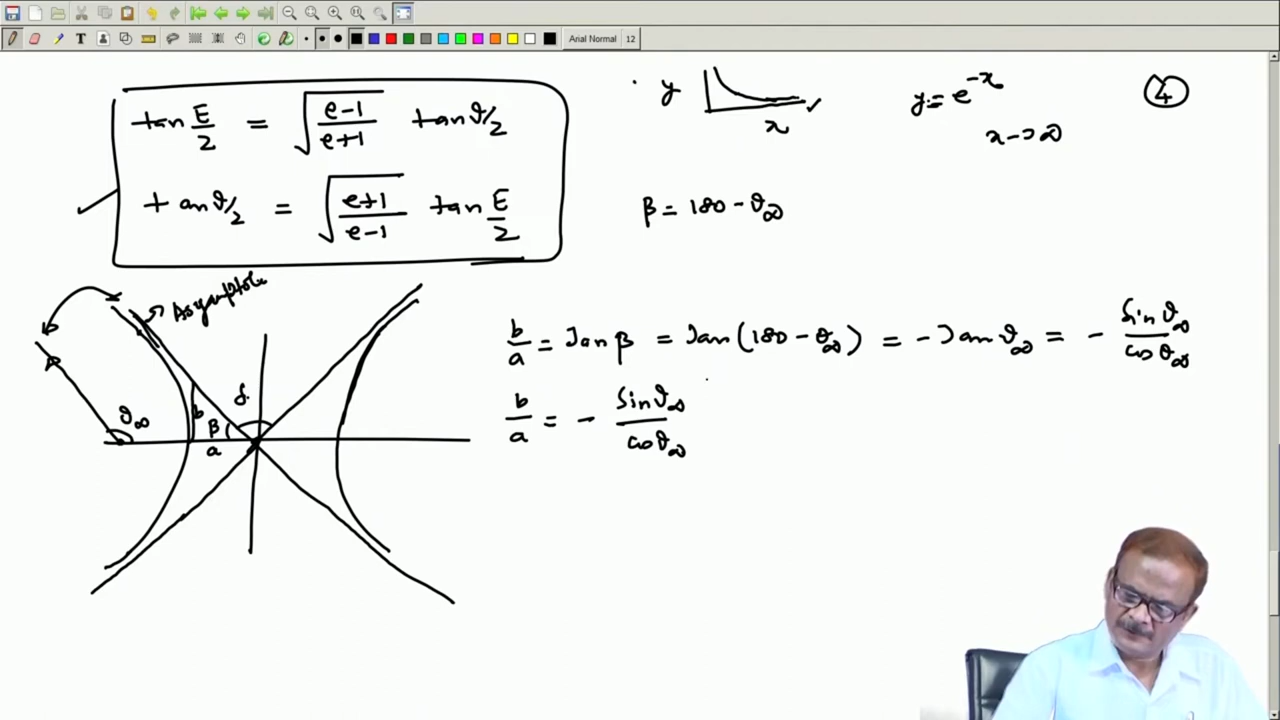 Arial Normal 12
tan E/2 = √((e-1)/(e+1)) tan ϑ/2
tan ϑ/2 = √((e+1)/(e-1)) tan E/2
y
x
y = e^-x
x → ∞
4
β = 180 - ϑ∞
Asymptote
ϑ∞
δ
b
β
a
b/a = Tan β = Tan(180 - ϑ∞) = - Tan ϑ∞ = - Sin ϑ∞ / cos ϑ∞
b/a = - Sin ϑ∞ / cos ϑ∞